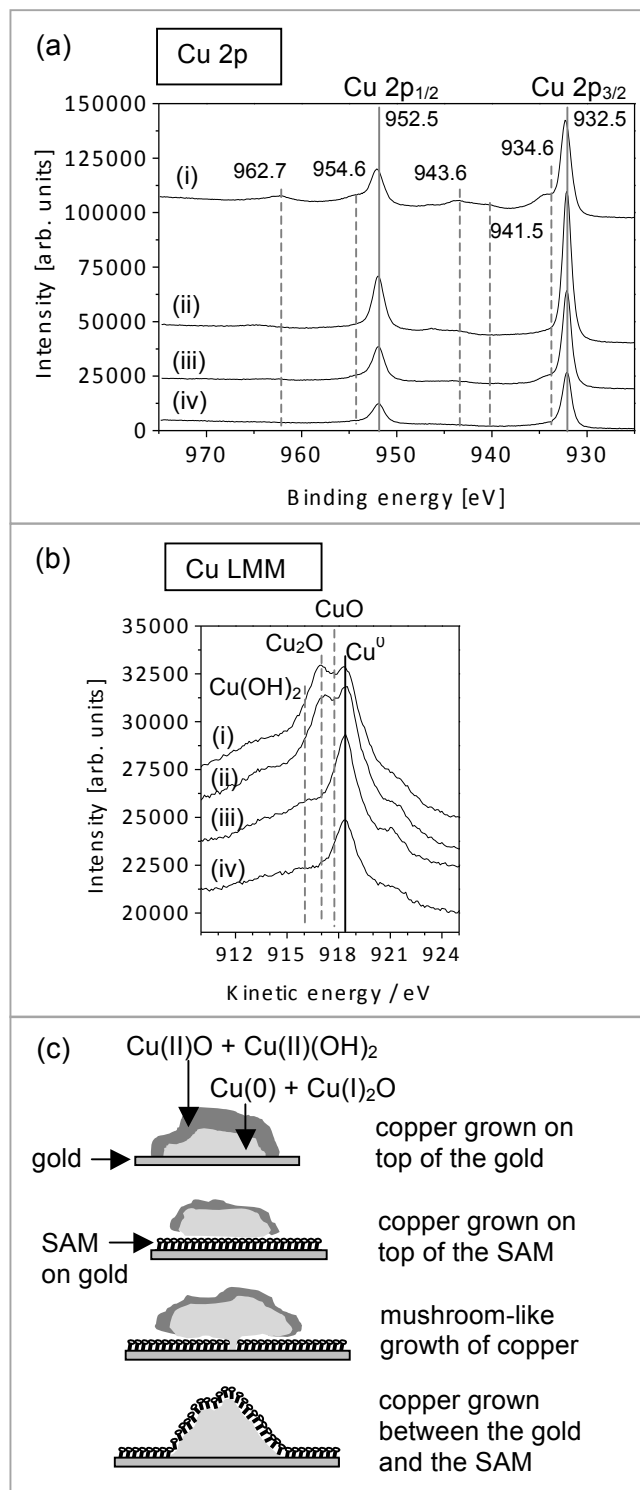 (a)
Cu 2p
Cu 2p1/2
Cu 2p3/2
150000
125000
100000
75000
50000
25000
0
Intensity [arb. units]
952.5
932.5
962.7
954.6
943.6
934.6
941.5
(i)
(ii)
(iii)
(iv)
970
960
950
940
930
Binding energy [eV]
(b)
Cu LMM
CuO
Cu2O
Cu0
Cu(OH)2
35000
32500
30000
27500
25000
22500
20000
Intensity [arb. units]
(i)
(ii)
(iii)
(iv)
912
915
918
921
924
Kinetic energy / eV
(c)
Cu(II)O + Cu(II)(OH)2
Cu(0) + Cu(I)2O
gold
copper grown on
top of the gold
SAM
on gold
copper grown on
top of the SAM
mushroom-like
growth of copper
copper grown
between the gold
and the SAM